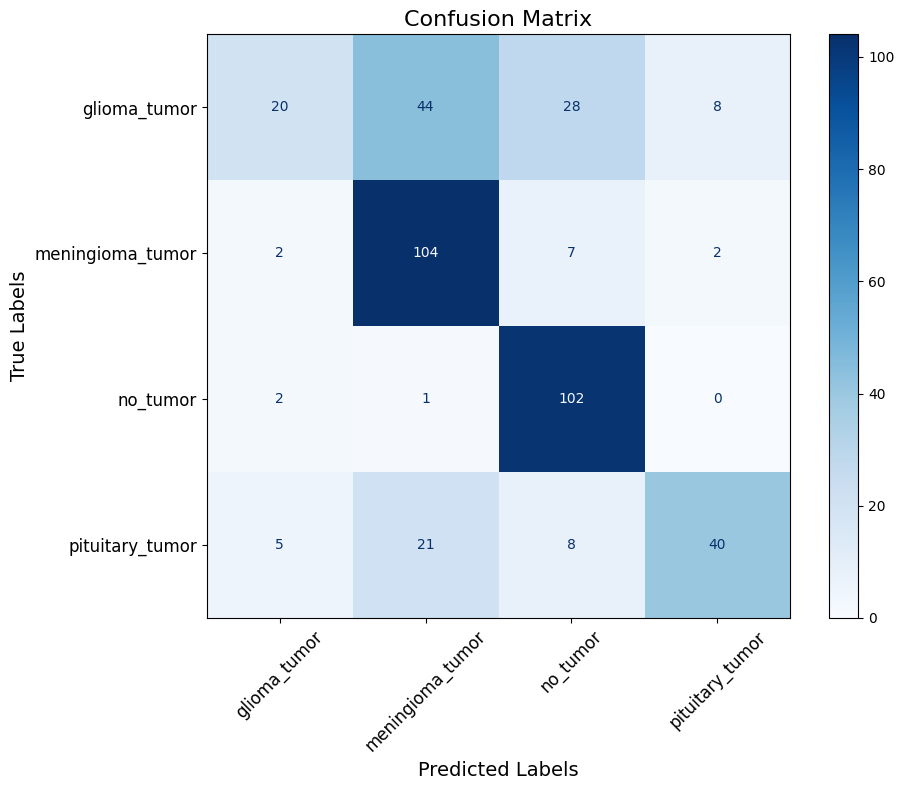 Confusion Matrix
True Labels
glioma_tumor 20 44 28 8
meningioma_tumor 2 104 7 2
no_tumor 2 1 102 0
pituitary_tumor 5 21 8 40
glioma_tumor meningioma_tumor no_tumor pituitary_tumor
Predicted Labels
100
80
60
40
20
0